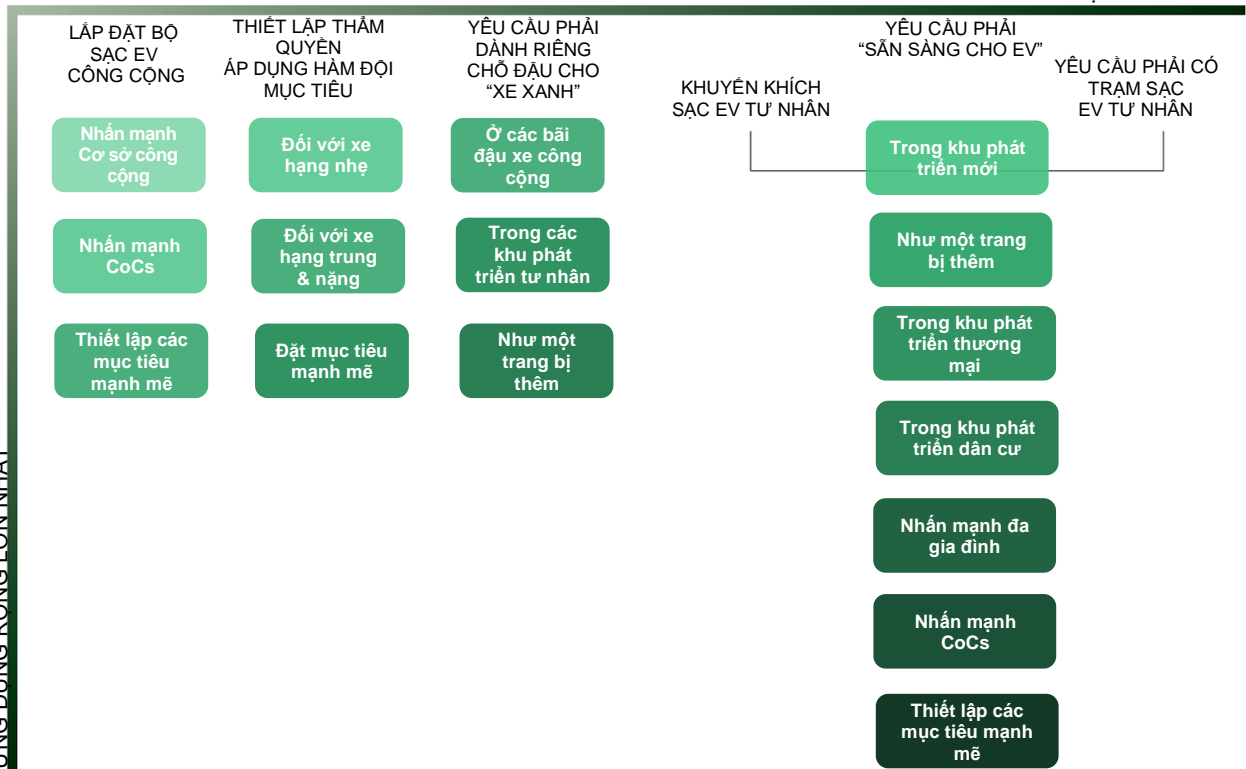 LẮP ĐẶT BỘ
SẠC EV
CÔNG CỘNG
THIẾT LẬP THẨM
QUYỀN
ÁP DỤNG HÀM ĐỘI
MỤC TIÊU
YÊU CẦU PHẢI
DÀNH RIÊNG
CHỖ ĐẬU CHO
“XE XANH”
KHUYẾN KHÍCH
SẠC EV TƯ NHÂN
YÊU CẦU PHẢI
“SẴN SÀNG CHO EV”
YÊU CẦU PHẢI CÓ
TRẠM SẠC
EV TƯ NHÂN
Nhấn mạnh
Cơ sở công
cộng
Nhấn mạnh
CoCs
Thiết lập các
mục tiêu
mạnh mẽ
Đối với xe
hạng nhẹ
Đối với xe
hạng trung
& nặng
Đặt mục tiêu
mạnh mẽ
Ở các bãi
đậu xe công
cộng
Trong các
khu phát
triển tư nhân
Như một
trang bị
thêm
Trong khu phát
triển mới
Như một trang
bị thêm
Trong khu phát
triển thương
mại
Trong khu phát
triển dân cư
Nhấn mạnh đa
gia đình
Nhấn mạnh
CoCs
Thiết lập các
mục tiêu mạnh
mẽ
ỨNG DỤNG RỘNG LỚN NHẤT